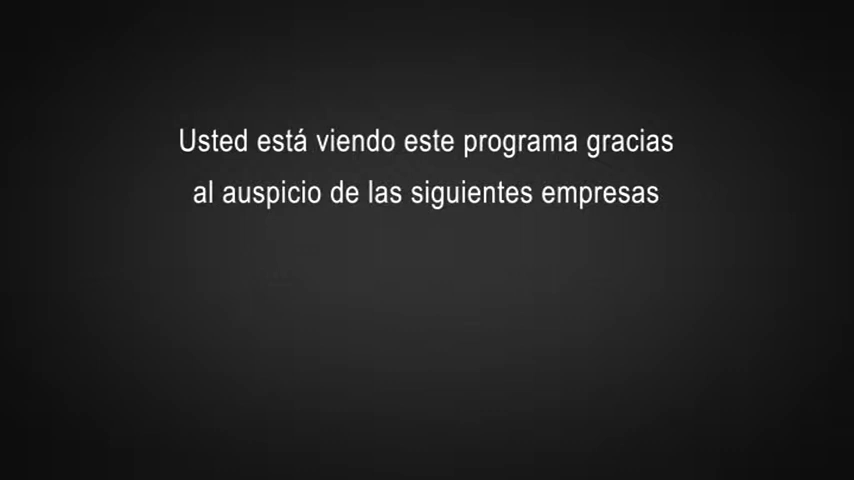 Usted está viendo este programa gracias
al auspicio de las siguientes empresas